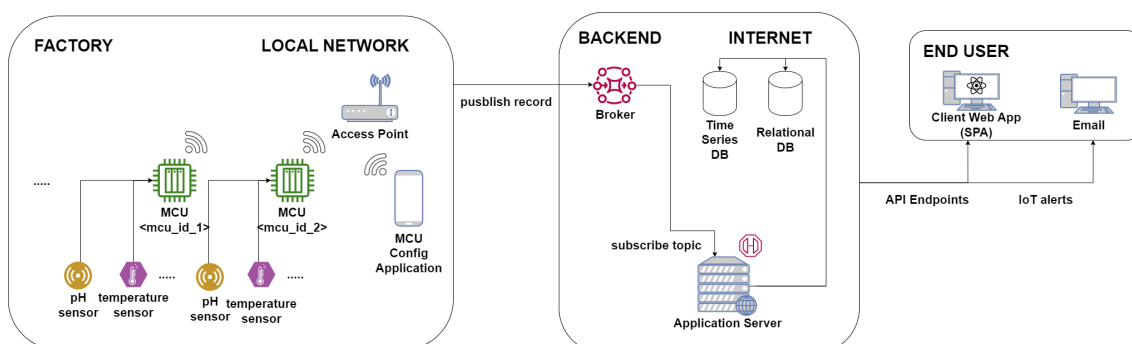 FACTORY
LOCAL NETWORK
Access Point
.....
MCU
<mcu_id_1>
MCU
<mcu_id_2>
MCU
Config
Application
pH
sensor
temperature
sensor
.....
pH
sensor
temperature
sensor
.....
pusblish record
BACKEND
INTERNET
Broker
Time
Series
DB
Relational
DB
subscribe topic
Application Server
END USER
Client Web App
(SPA)
Email
API Endpoints
IoT alerts